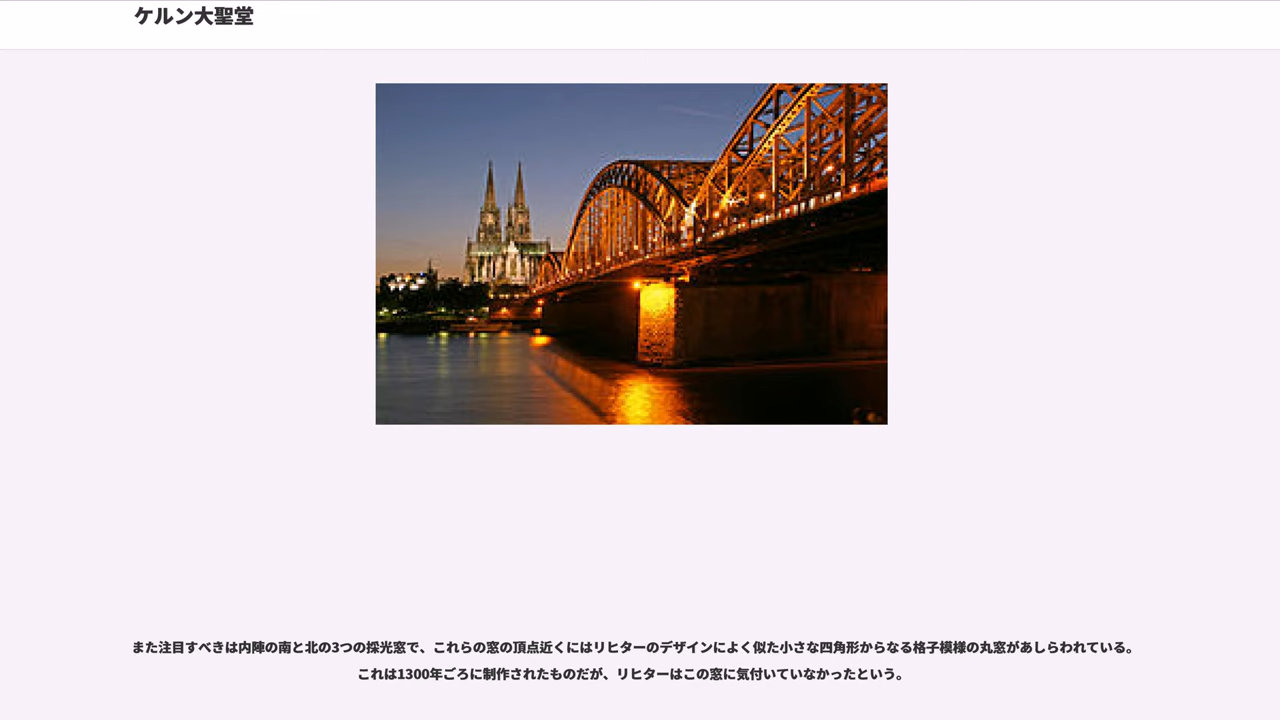 ケルン大聖堂
また注目すべきは内陣の南と北の3つの採光窓で、これらの窓の頂点近くにはリヒターのデザインによく似た小さな四角形からなる格子模様の丸窓があしらわれている。
これは1300年ごろに制作されたものだが、リヒターはこの窓に気付いていなかったという。